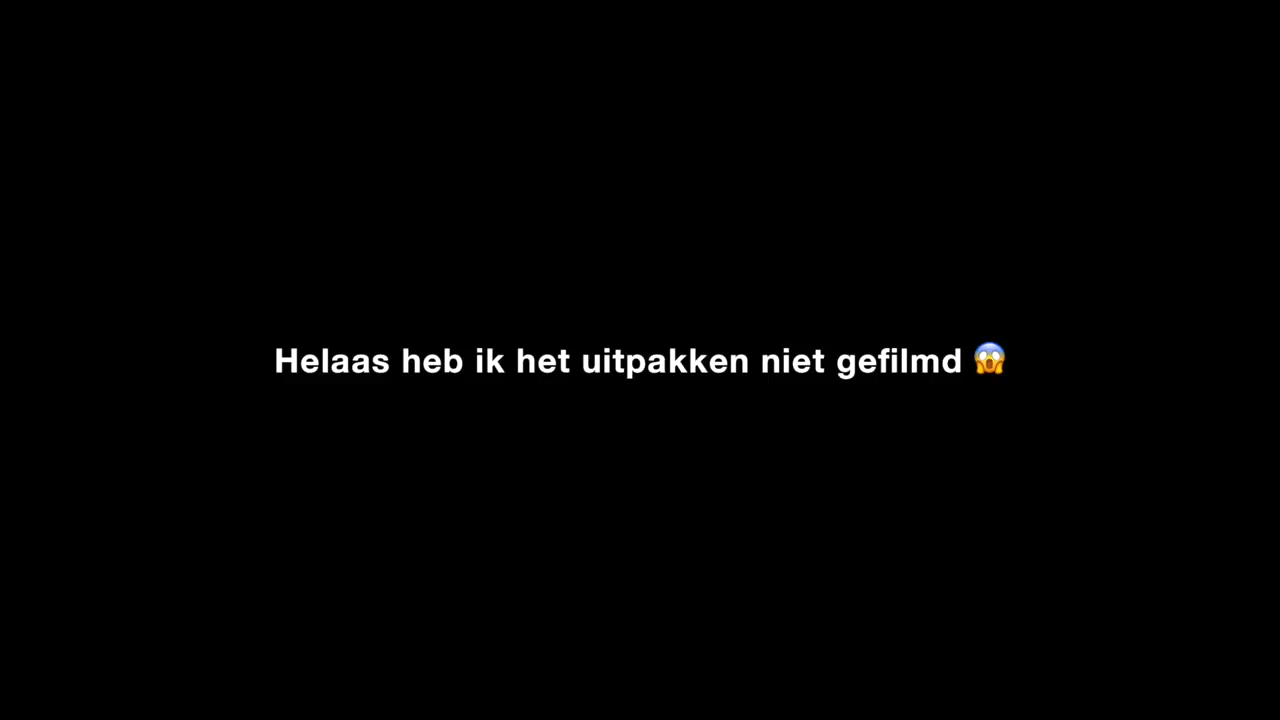 Helaas heb ik het uitpakken niet gefilmd 😱